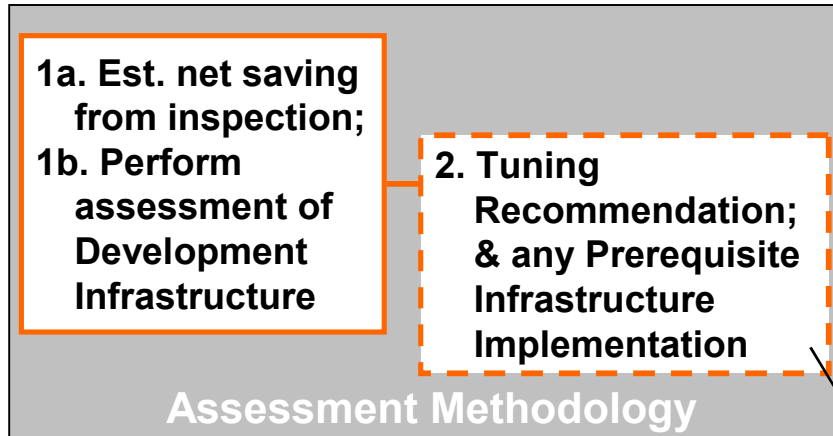 1a. Est. net saving
from inspection;
1b. Perform
assessment of
Development
Infrastructure
2. Tuning
Recommendation;
& any Prerequisite
Infrastructure
Implementation
Assessment Methodology